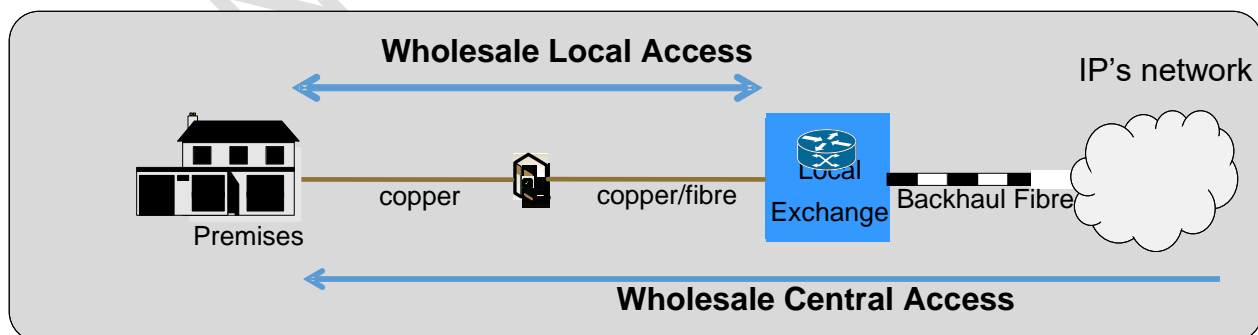 Wholesale Local Access
IP's network
copper
copper/fibre
Local
Exchange
Backhaul Fibre
Premises
Wholesale Central Access